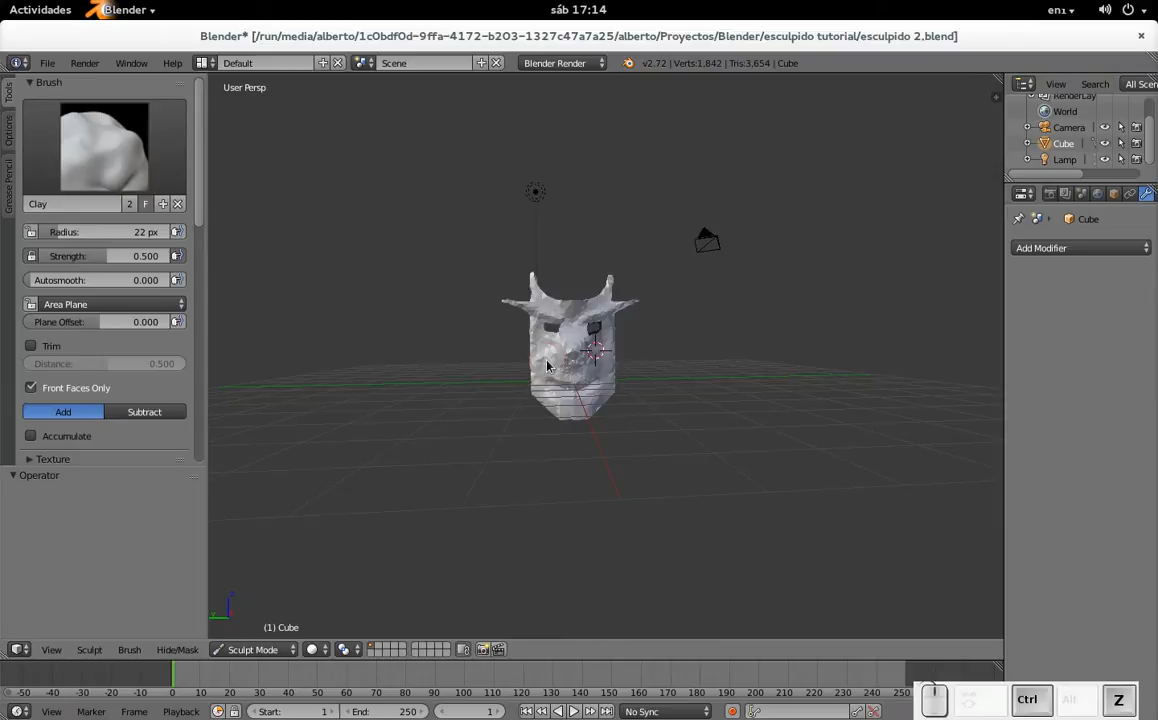 Actividades Blender sáb 17:14 en1
Blender* [/run/media/alberto/1c0bdf0d-9ffa-4172-b203-1327c47a7a25/alberto/Proyectos/Blender/esculpido tutorial/esculpido 2.blend] ×
File Render Window Help Default Scene Blender Render v2.72 | Verts:1,842 | Tris:3,654 | Cube View Search All Scen
Brush
User Persp
RenderLay
World
Camera
Cube
Lamp
Tools
Options
Grease Pencil
Clay 2 F
Radius: 22 px
Cube
Strength: 0.500
Add Modifier
Autosmooth: 0.000
Area Plane
Plane Offset: 0.000
Trim
Distance: 0.500
Front Faces Only
Add Subtract
Accumulate
Texture
Operator
z
y
(1) Cube
View Sculpt Brush Hide/Mask Sculpt Mode
-50 -40 -30 -20 -10 0 10 20 30 40 50 60 70 80 90 100 110 120 130 140 150 160 170 180 190 200 210 220 230 240 250
View Marker Frame Playback Start: 1 End: 250 1 No Sync
Ctrl Alt Z